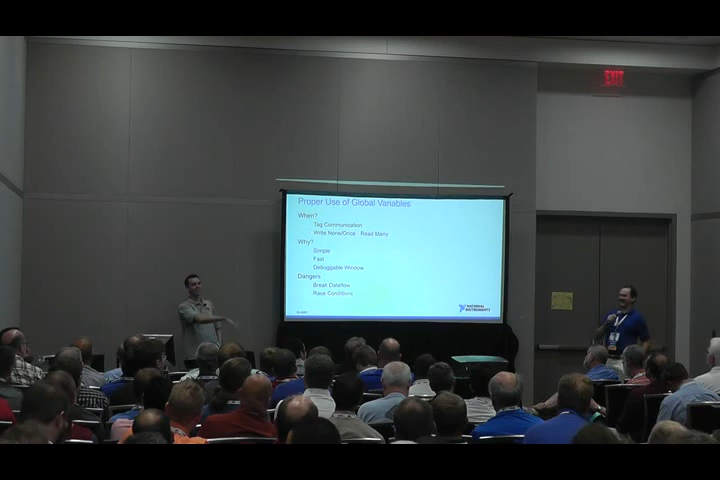 EXIT
Proper Use of Global Variables
When?
Tag Communication
Write None/Once - Read Many
Why?
Simple
Fast
Debuggable Window
Dangers
Break Dataflow
Race Conditions
NATIONAL
INSTRUMENTS